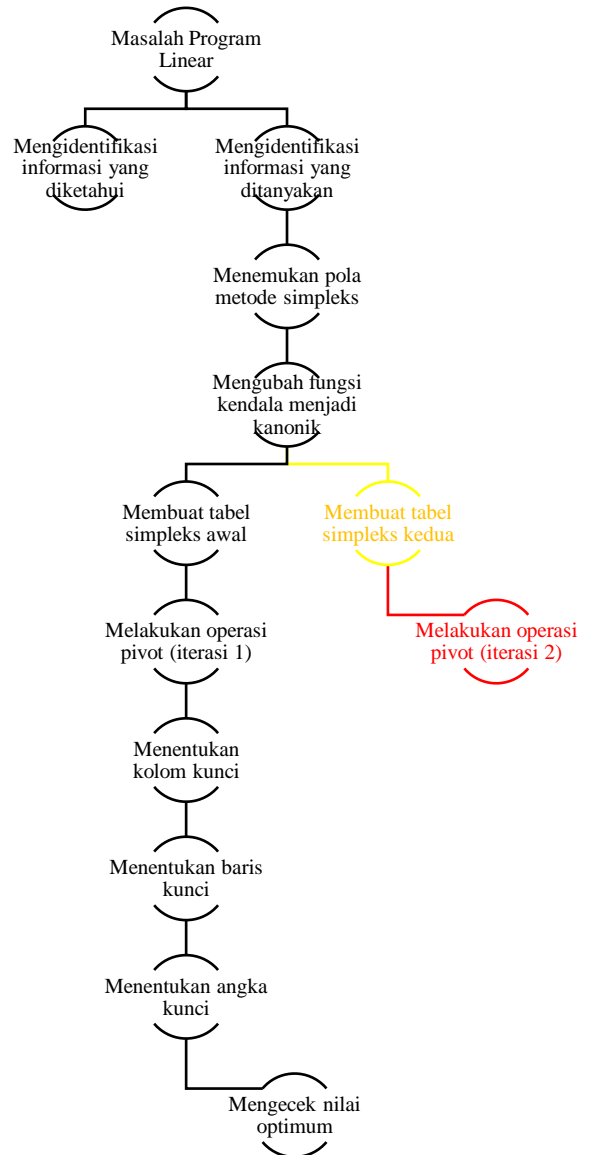 Masalah Program
Linear
Mengidentifikasi
informasi yang
diketahui
Mengidentifikasi
informasi yang
ditanyakan
Menemukan pola
metode simpleks
Mengubah fungsi
kendala menjadi
kanonik
Membuat tabel
simpleks awal
Membuat tabel
simpleks kedua
Melakukan operasi
pivot (iterasi 1)
Melakukan operasi
pivot (iterasi 2)
Menentukan
kolom kunci
Menentukan baris
kunci
Menentukan angka
kunci
Mengecek nilai
optimum